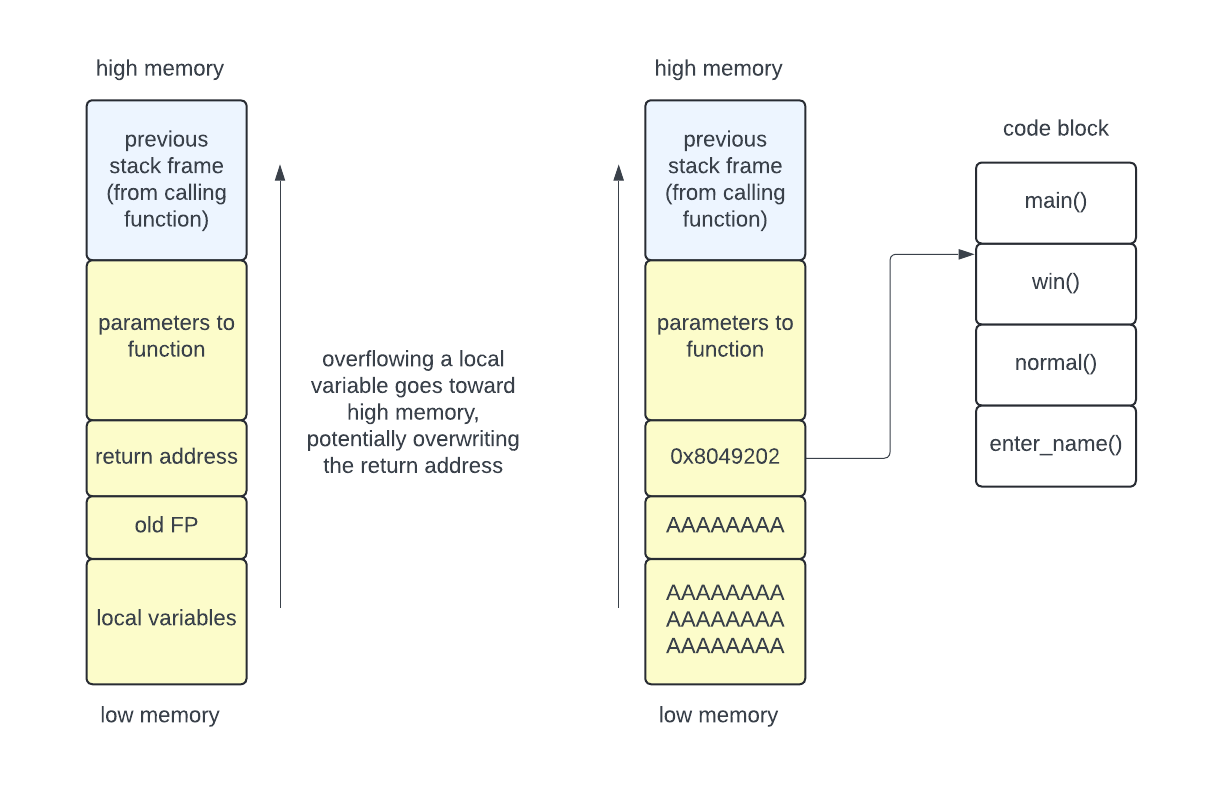 high memory
previous
stack frame
(from calling
function)
parameters to
function
return address
old FP
local variables
low memory
overflowing a local
variable goes toward
high memory,
potentially overwriting
the return address
high memory
previous
stack frame
(from calling
function)
parameters to
function
0x8049202
AAAAAAAA
AAAAAAAA
AAAAAAAA
AAAAAAAA
low memory
code block
main()
win()
normal()
enter_name()